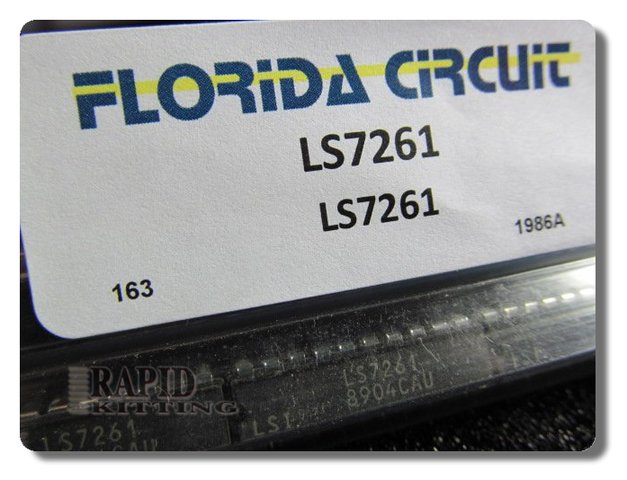 FLORIDA CIRCUIT
LS7261
LS7261
1986A
163
LS7261
8904CAU
LSI
RAPID
KITTING
LS7261